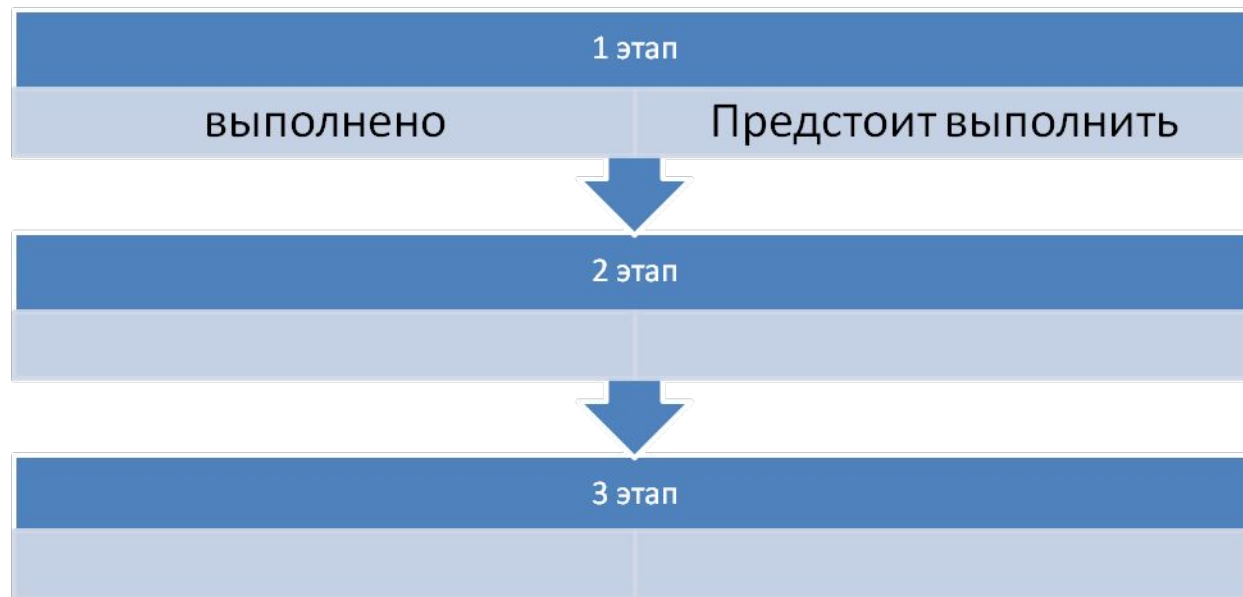 1 этап
выполнено
Предстоит выполнить
2 этап
3 этап